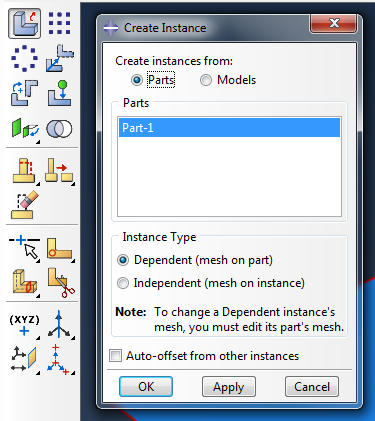 Create Instance
Create instances from:
Parts Models
Parts
Part-1
Instance Type
Dependent (mesh on part)
Independent (mesh on instance)
Note: To change a Dependent instance's
mesh, you must edit its part's mesh.
Auto-offset from other instances
OK Apply Cancel
(XYZ)